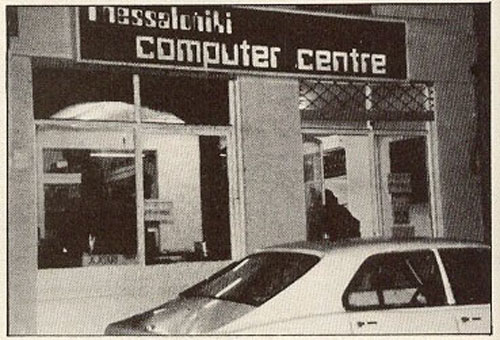 Thessaloniki
computer centre